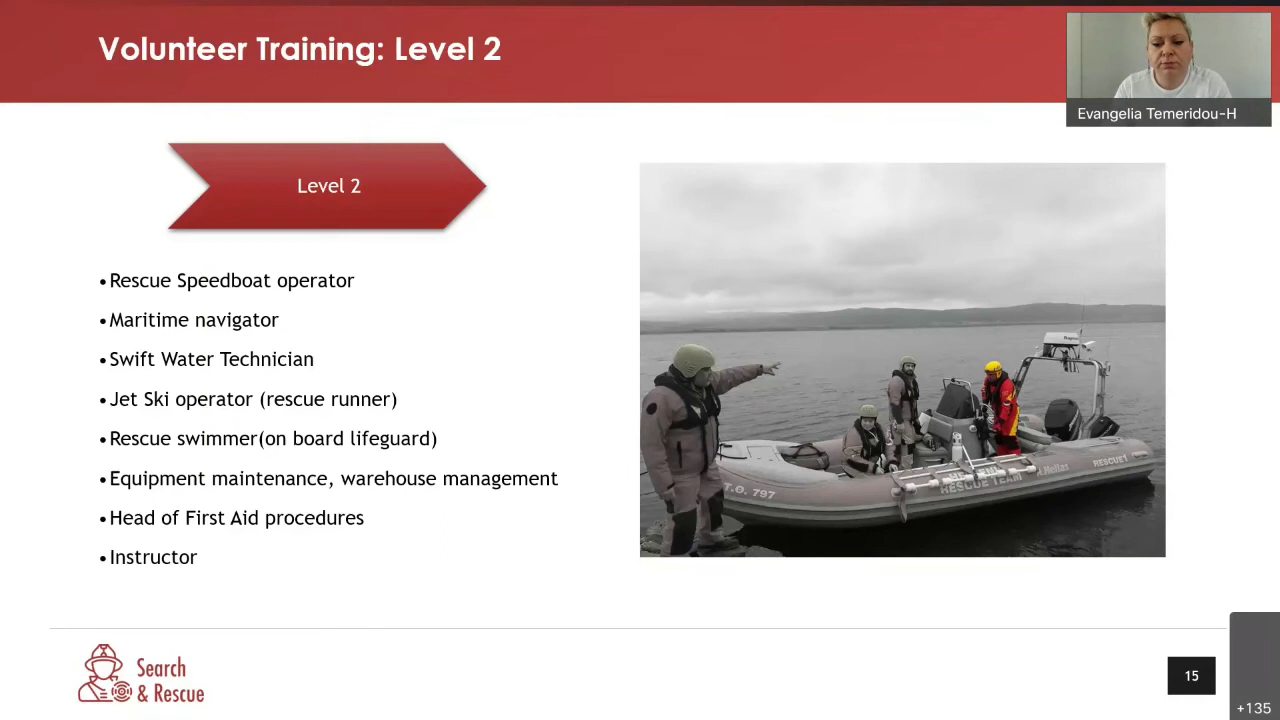 Volunteer Training: Level 2
Evangelia Temeridou-H
Level 2
•Rescue Speedboat operator
•Maritime navigator
•Swift Water Technician
•Jet Ski operator (rescue runner)
•Rescue swimmer(on board lifeguard)
•Equipment maintenance, warehouse management
•Head of First Aid procedures
•Instructor
T.Θ. 797
RESCUE TEAM
Hellas
RESCUE1
Search
& Rescue
15
+135